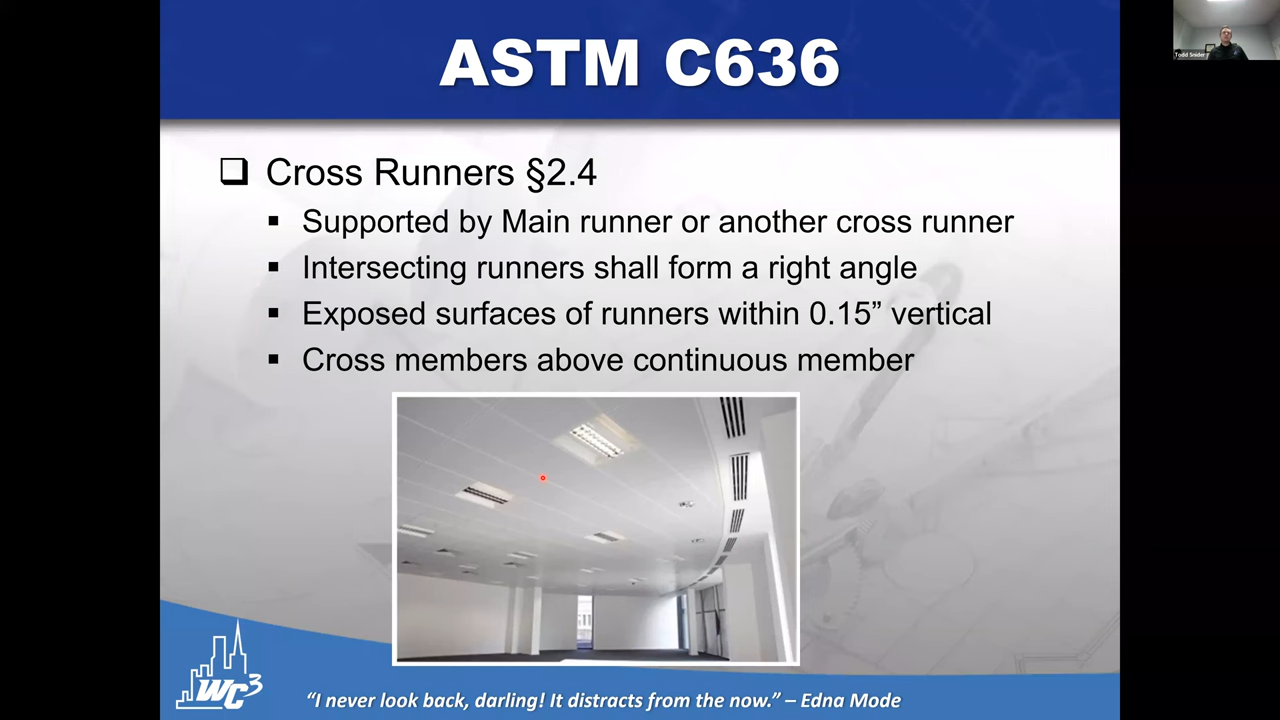 ASTM C636
Todd Snider
Cross Runners §2.4
Supported by Main runner or another cross runner
Intersecting runners shall form a right angle
Exposed surfaces of runners within 0.15” vertical
Cross members above continuous member
WC3
“I never look back, darling! It distracts from the now.” – Edna Mode